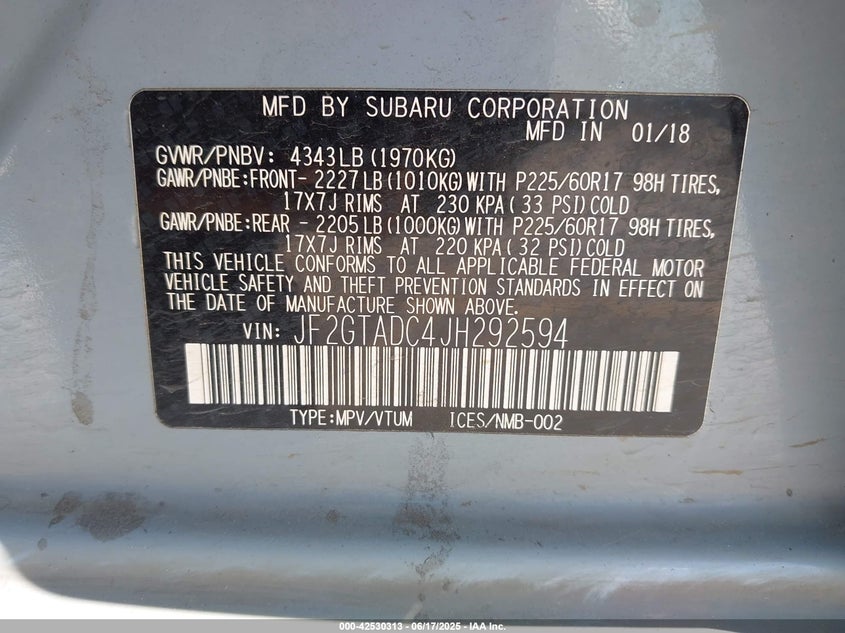 MFD BY SUBARU CORPORATION
MFD IN 01/18
GVWR/PNBV: 4343LB (1970KG)
GAWR/PNBE:FRONT- 2227LB (1010KG) WITH P225/60R17 98H TIRES,
17X7J RIMS AT 230 KPA ( 33 PSI) COLD
GAWR/PNBE:REAR - 2205LB (1000KG) WITH P225/60R17 98H TIRES,
17X7J RIMS AT 220 KPA ( 32 PSI) COLD
THIS VEHICLE CONFORMS TO ALL APPLICABLE FEDERAL MOTOR
VEHICLE SAFETY AND THEFT PREVENTION STANDARDS IN EFFECT ON
THE DATE OF MANUFACTURE SHOWN ABOVE.
VIN: JF2GTADC4JH292594
TYPE:MPV/VTUM ICES/NMB-002
000-42530313 - 06/17/2025 - IAA Inc.